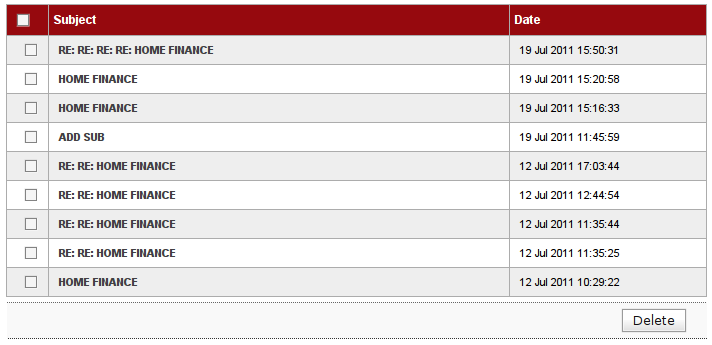 Subject Date
RE: RE: RE: RE: HOME FINANCE 19 Jul 2011 15:50:31
HOME FINANCE 19 Jul 2011 15:20:58
HOME FINANCE 19 Jul 2011 15:16:33
ADD SUB 19 Jul 2011 11:45:59
RE: RE: HOME FINANCE 12 Jul 2011 17:03:44
RE: RE: HOME FINANCE 12 Jul 2011 12:44:54
RE: RE: HOME FINANCE 12 Jul 2011 11:35:44
RE: RE: HOME FINANCE 12 Jul 2011 11:35:25
HOME FINANCE 12 Jul 2011 10:29:22
Delete